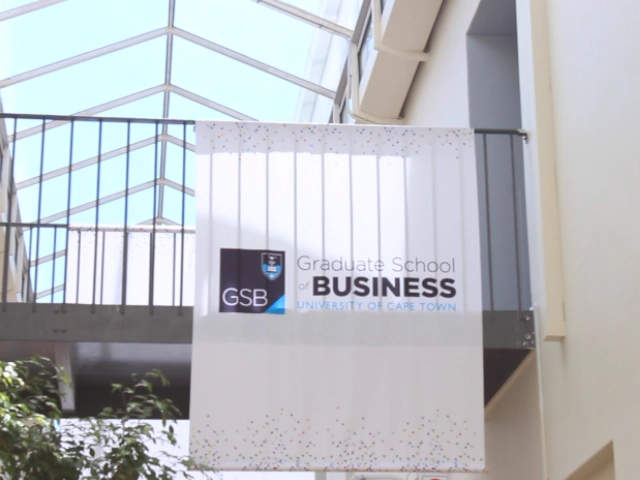 GSB
Graduate School
of BUSINESS
UNIVERSITY OF CAPE TOWN